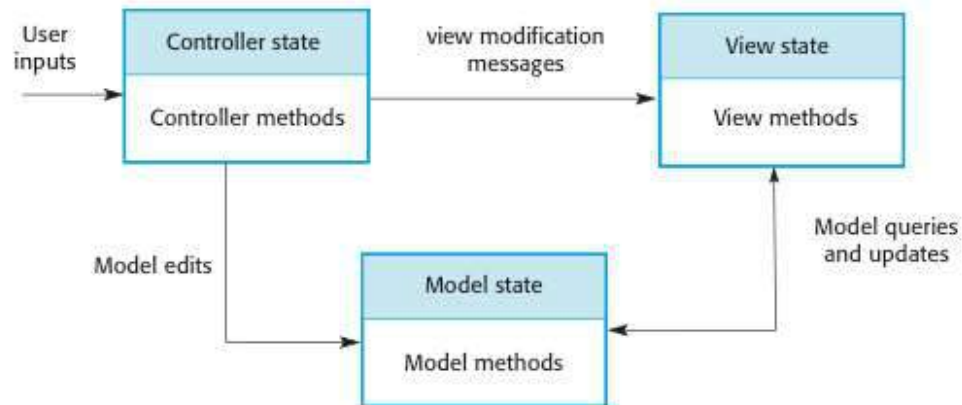 User
inputs
Controller state
Controller methods
view modification
messages
View state
View methods
Model edits
Model state
Model methods
Model queries
and updates